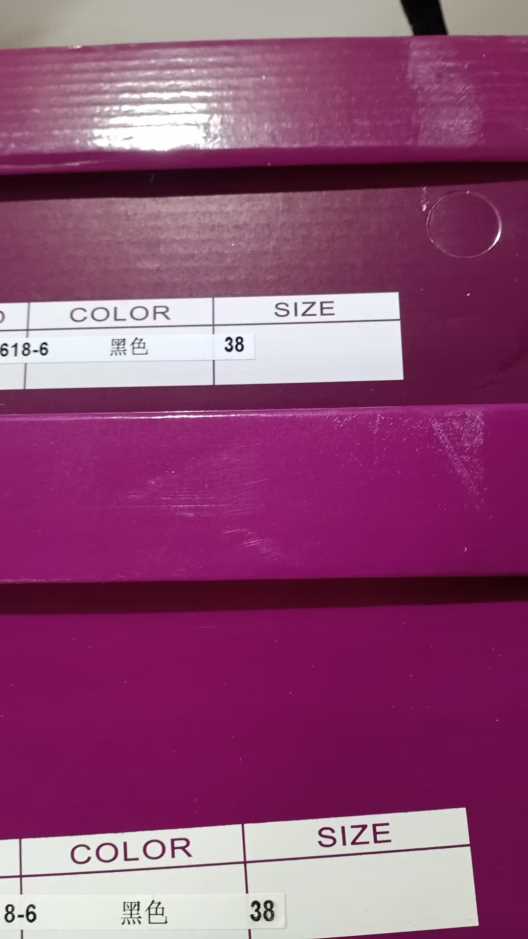 COLOR SIZE
618-6 黑色 38
COLOR SIZE
8-6 黑色 38